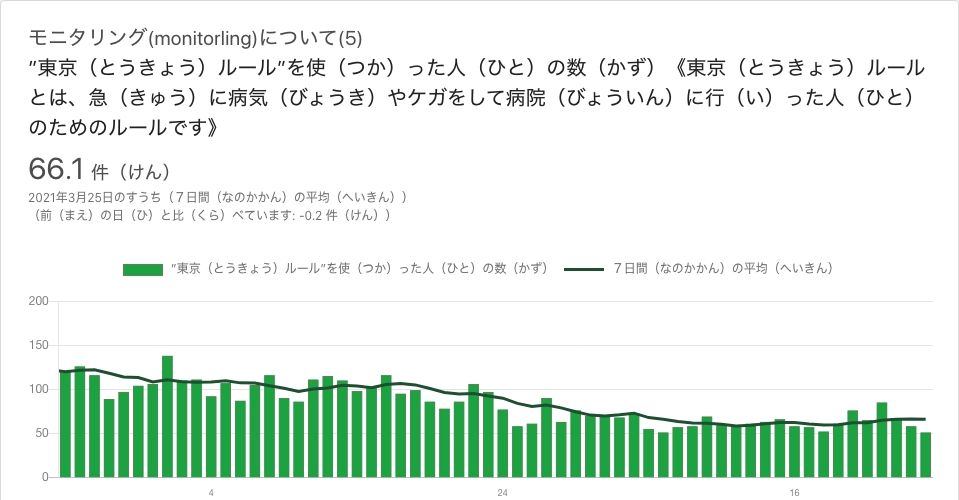 モニタリング(monitorling)について(5)
”東京（とうきょう）ルール”を使（つか）った人（ひと）の数（かず）《東京（とうきょう）ルール
とは、急（きゅう）に病気（びょうき）やケガをして病院（びょういん）に行（い）った人（ひと）
のためのルールです》
66.1 件（けん）
2021年3月25日のすうち（７日間（なのかかん）の平均（へいきん））
（前（まえ）の日（ひ）と比（くら）べています: -0.2 件（けん））
”東京（とうきょう）ルール”を使（つか）った人（ひと）の数（かず） ７日間（なのかかん）の平均（へいきん）
200
150
100
50
0
4 24 16